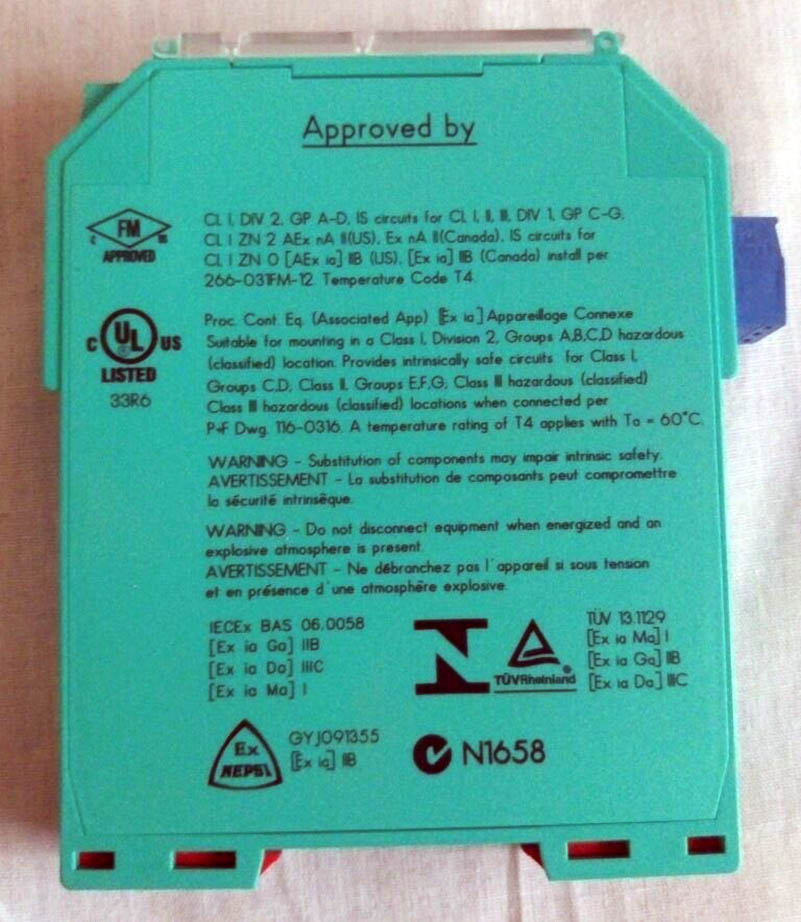 Approved by
FM
C US
APPROVED
CL I, DIV 2, GP A-D, IS circuits for CL I, II, III, DIV 1, GP C-G,
CL I ZN 2 AEx nA II(US), Ex nA II(Canada), IS circuits for
CL I ZN 0 [AEx ia] IIB (US), [Ex ia] IIB (Canada) install per
266-031FM-12. Temperature Code T4.
C UL US
LISTED
33R6
Proc. Cont. Eq. (Associated App.) [Ex ia] Appareillage Connexe
Suitable for mounting in a Class I, Division 2, Groups A,B,C,D hazardous
(classified) location. Provides intrinsically safe circuits for Class I,
Groups C,D, Class II, Groups E,F,G, Class III hazardous (classified)
Class III hazardous (classified) locations when connected per
P+F Dwg. 116-0316. A temperature rating of T4 applies with Ta = 60°C.
WARNING - Substitution of components may impair intrinsic safety.
AVERTISSEMENT - La substitution de composants peut compromettre
la sécurité intrinsèque.
WARNING - Do not disconnect equipment when energized and an
explosive atmosphere is present.
AVERTISSEMENT - Ne débranchez pas l'appareil si sous tension
et en présence d'une atmosphère explosive.
IECEx BAS 06.0058
[Ex ia Ga] IIB
[Ex ia Da] IIIC
[Ex ia Ma] I
N
TÜVRheinland ®
TÜV 13.1129
[Ex ia Ma] I
[Ex ia Ga] IIB
[Ex ia Da] IIIC
Ex
NEPSI
GYJ091355
[Ex ia] IIB
N1658